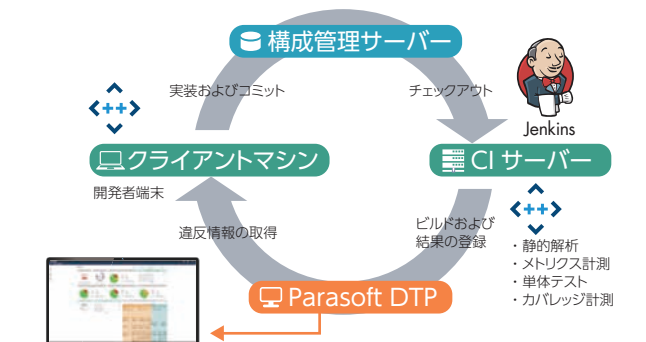 構成管理サーバー
実装およびコミット
チェックアウト
++
Jenkins
クライアントマシン
CI サーバー
開発者端末
++
違反情報の取得
ビルドおよび
結果の登録
・静的解析
・メトリクス計測
・単体テスト
・カバレッジ計測
Parasoft DTP